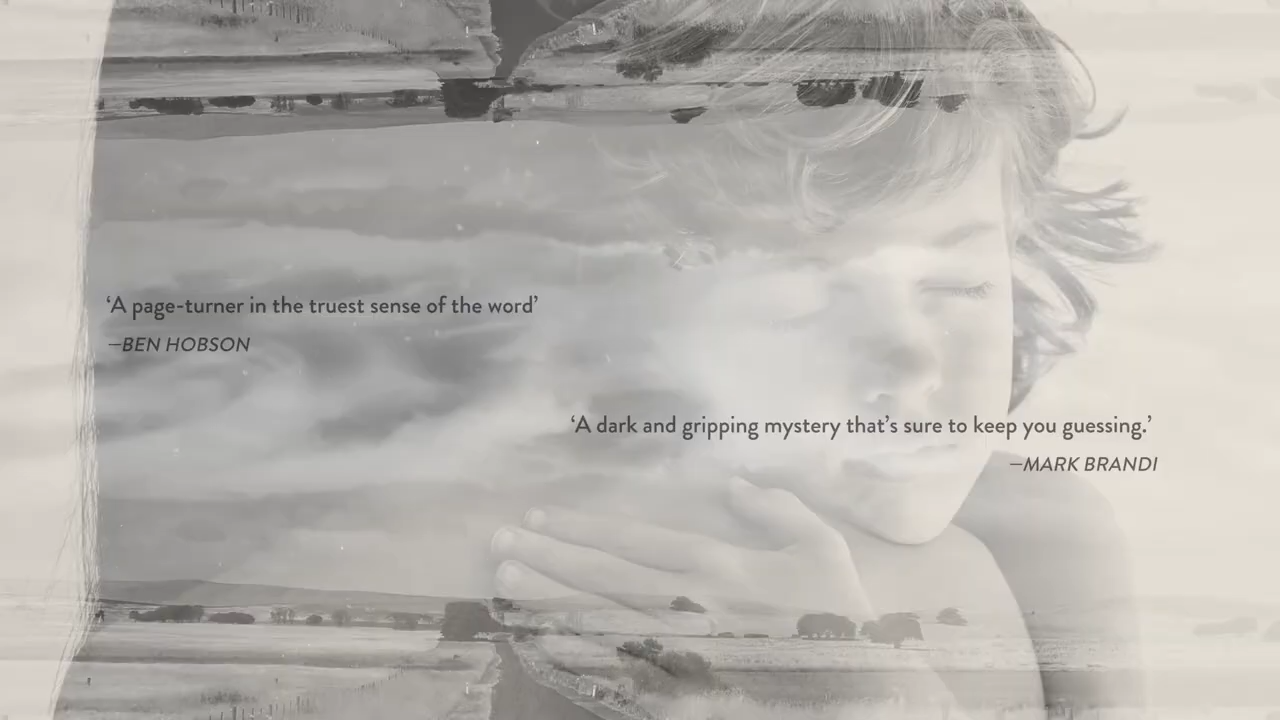 ‘A page-turner in the truest sense of the word’
—BEN HOBSON
‘A dark and gripping mystery that’s sure to keep you guessing.’
—MARK BRANDI